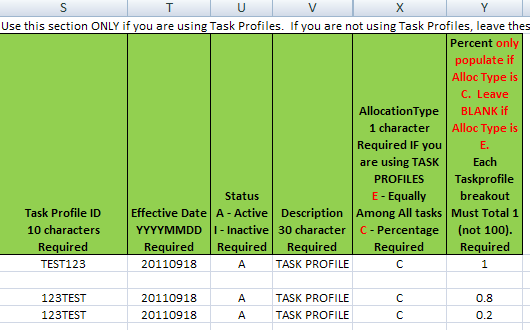 S T U V X Y
Use this section ONLY if you are using Task Profiles. If you are not using Task Profiles, leave thes
Task Profile ID
10 characters
Required
Effective Date
YYYYMMDD
Required
Status
A - Active
I - Inactive
Required
Description
30 character
Required
AllocationType
1 character
Required IF you
are using TASK
PROFILES
E - Equally
Among All tasks
C - Percentage
Required
Percent only
populate if
Alloc Type is
C. Leave
BLANK if
Alloc Type is
E.
Each
Taskprofile
breakout
Must Total 1
(not 100).
Required
TEST123 20110918 A TASK PROFILE C 1
123TEST 20110918 A TASK PROFILE C 0.8
123TEST 20110918 A TASK PROFILE C 0.2